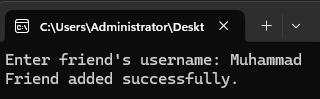 C:\Users\Administrator\Deskt
Enter friend's username: Muhammad
Friend added successfully.